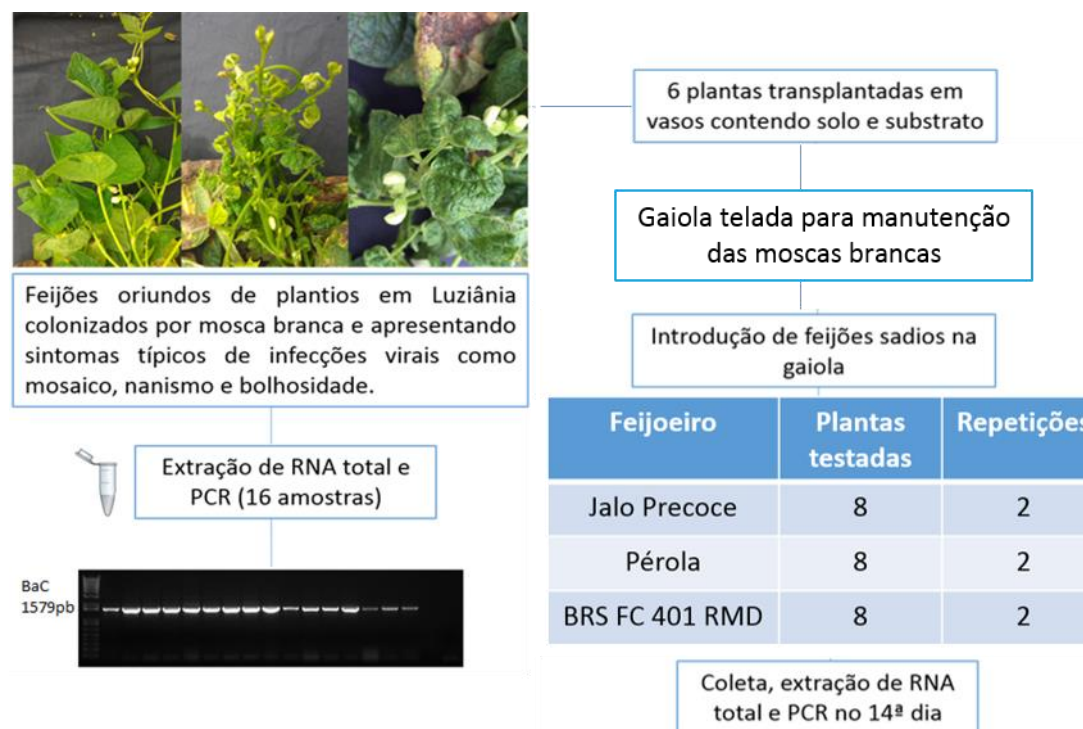 Feijões oriundos de plantios em Luziânia
colonizados por mosca branca e apresentando
sintomas típicos de infecções virais como
mosaico, nanismo e bolhosidade.
Extração de RNA total e
PCR (16 amostras)
BaC
1579pb
6 plantas transplantadas em
vasos contendo solo e substrato
Gaiola telada para manutenção
das moscas brancas
Introdução de feijões sadios na
gaiola
Feijoeiro Plantas testadas Repetições
Jalo Precoce 8 2
Pérola 8 2
BRS FC 401 RMD 8 2
Coleta, extração de RNA
total e PCR no 14ª dia